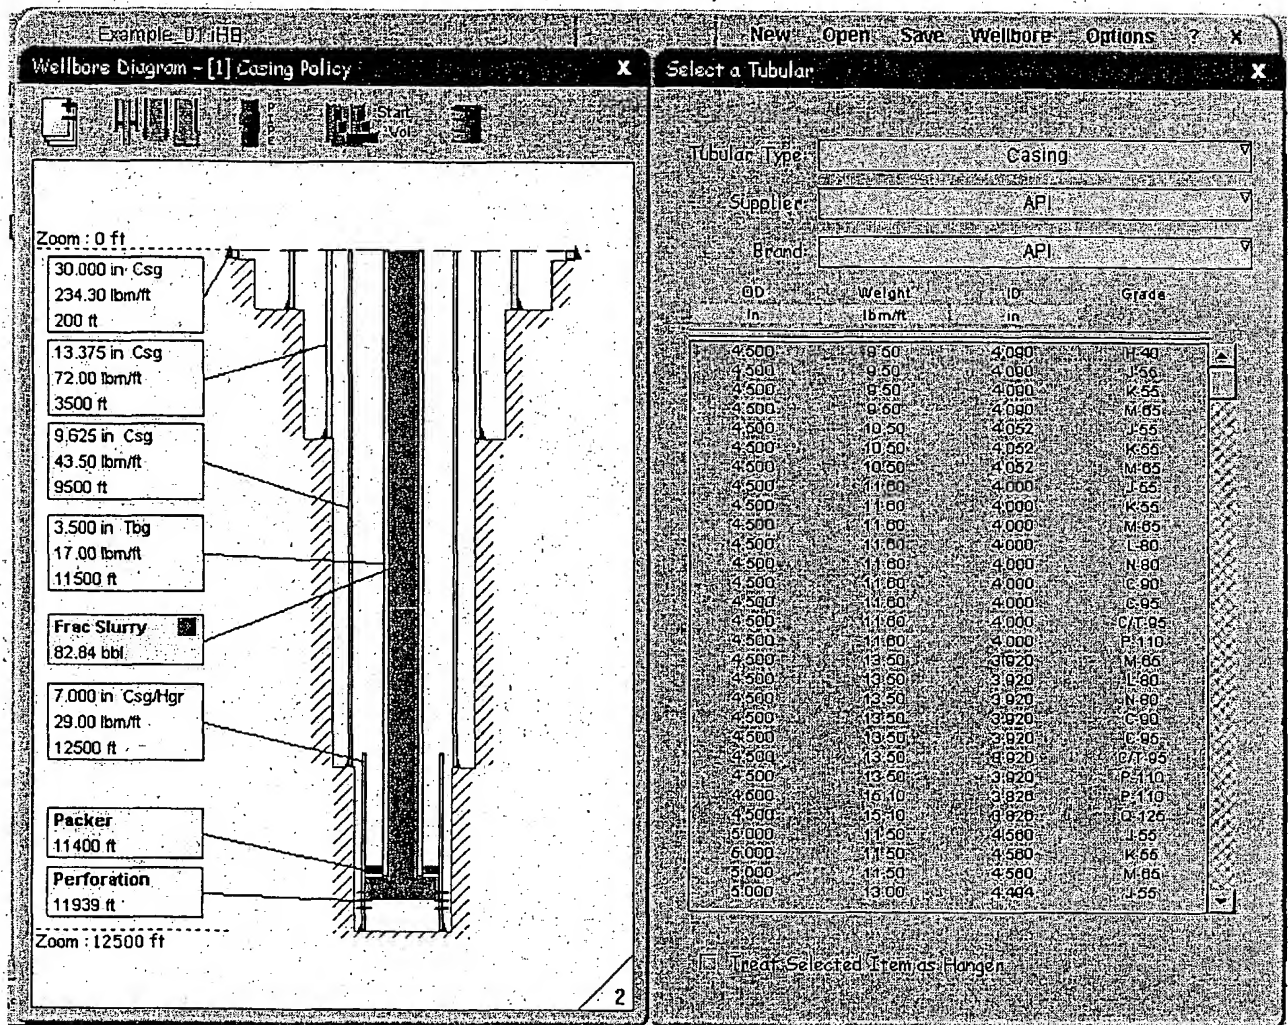 Example_01.iHB
New Open Save Wellbore Options ? x
Wellbore Diagram - [1] Casing Policy x
PIPE
Start
Vol
Zoom : 0 ft
30.000 in Csg
234.30 lbm/ft
200 ft
13.375 in Csg
72.00 lbm/ft
3500 ft
9.625 in Csg
43.50 lbm/ft
9500 ft
3.500 in Tbg
17.00 lbm/ft
11500 ft
Frac Slurry
82.84 bbl
7.000 in Csg/Hgr
29.00 lbm/ft
12500 ft
Packer
11400 ft
Perforation
11939 ft
Zoom : 12500 ft
2
Select a Tubular x
Tubular Type: Casing
Supplier: API
Brand: API
OD Weight ID Grade
in lbm/ft in
4.500 9.50 4.090 H-40
4.500 9.50 4.090 J-55
4.500 9.50 4.090 K-55
4.500 9.50 4.090 M-65
4.500 10.50 4.052 J-55
4.500 10.50 4.052 K-55
4.500 10.50 4.052 M-65
4.500 11.60 4.000 J-55
4.500 11.60 4.000 K-55
4.500 11.60 4.000 M-65
4.500 11.60 4.000 L-80
4.500 11.60 4.000 N-80
4.500 11.60 4.000 C-90
4.500 11.60 4.000 C-95
4.500 11.60 4.000 C/T-95
4.500 11.60 4.000 P-110
4.500 13.50 3.920 M-65
4.500 13.50 3.920 L-80
4.500 13.50 3.920 N-80
4.500 13.50 3.920 C-90
4.500 13.50 3.920 C-95
4.500 13.50 3.920 C/T-95
4.500 13.50 3.920 P-110
4.500 15.10 3.826 P-110
4.500 15.10 3.826 Q-125
5.000 11.50 4.560 J-55
5.000 11.50 4.560 K-55
5.000 11.50 4.560 M-65
5.000 13.00 4.494 J-55
Treat Selected Item as Hanger